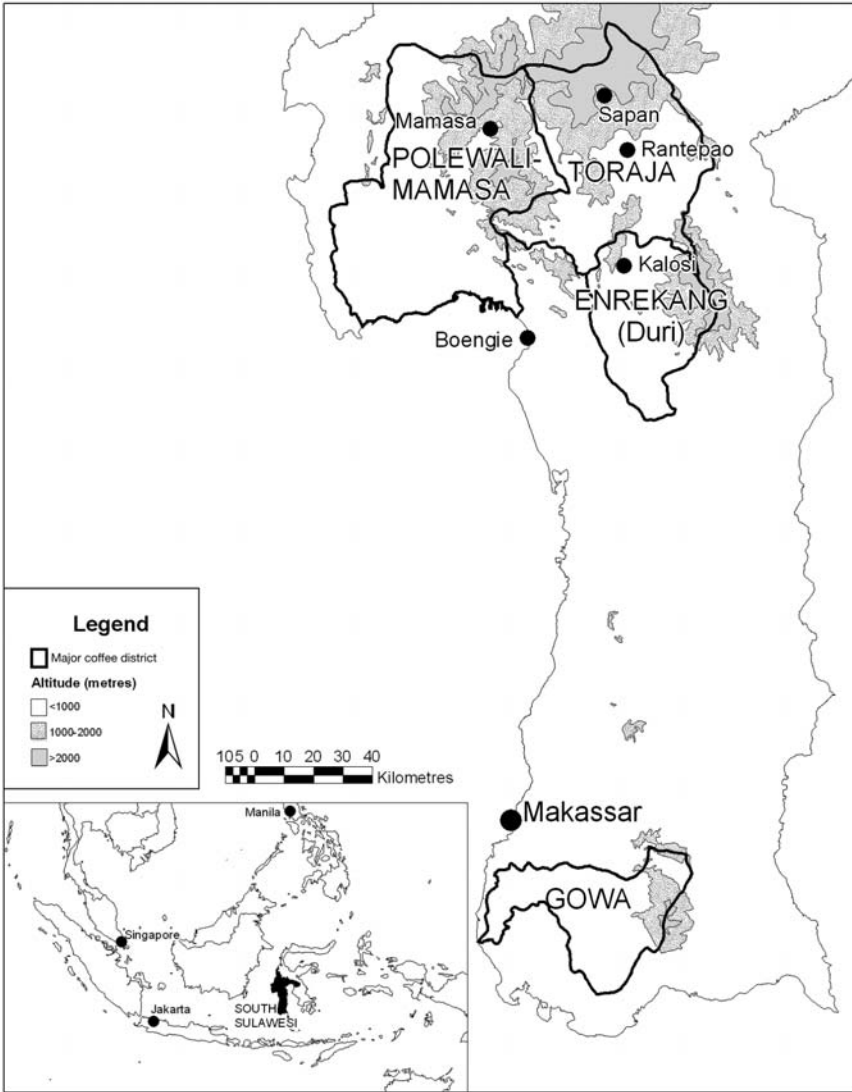 Sapan
Mamasa
Rantepao
POLEWALI-
MAMASA
TORAJA
Kalosi
ENREKANG
(Duri)
Boengie
Legend
Major coffee district
Altitude (metres)
<1000
1000-2000
>2000
N
105 0 10 20 30 40
Kilometres
Makassar
GOWA
Manila
Singapore
SOUTH
SULAWESI
Jakarta